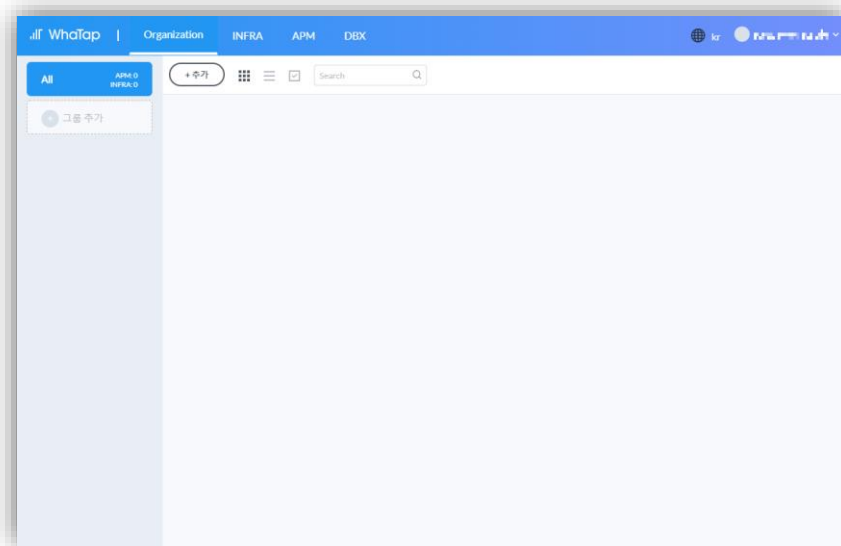 WhaTap | Organization INFRA APM DBX kr
All APM:0
INFRA:0
+ 추가 Search
그룹 추가